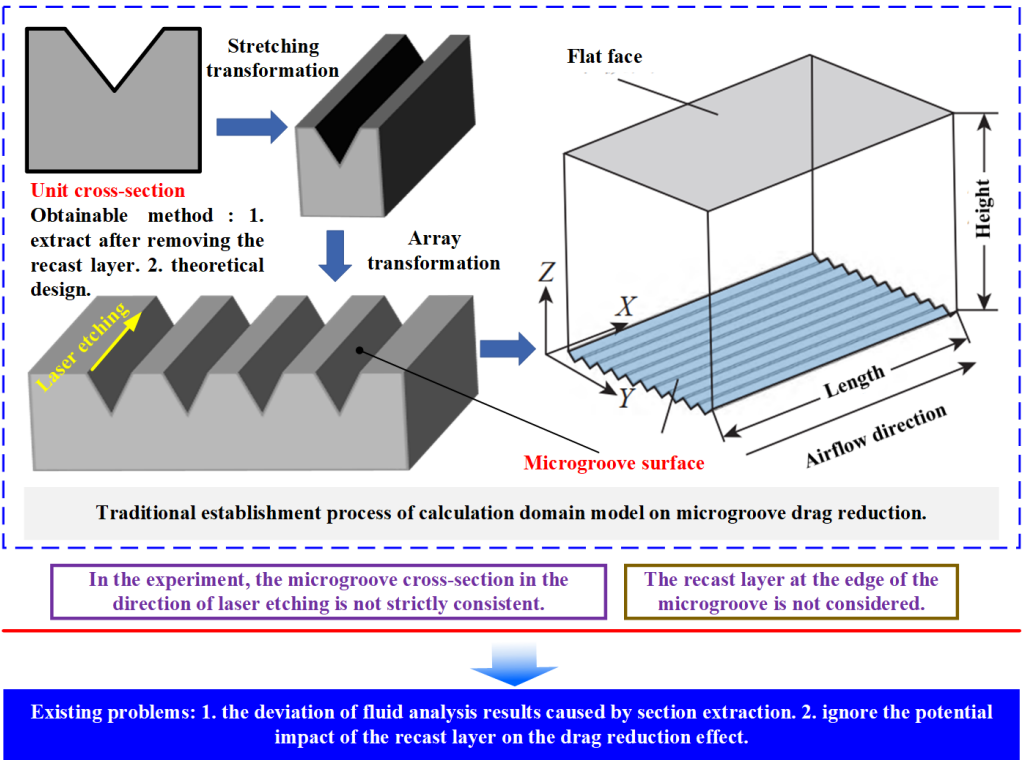 Stretching
transformation
Flat face
Unit cross-section
Obtainable method : 1.
extract after removing the
recast layer. 2. theoretical
design.
Array
transformation
Height
Z
X
Y
Laser etching
Length
Airflow direction
Microgroove surface
Traditional establishment process of calculation domain model on microgroove drag reduction.
In the experiment, the microgroove cross-section in the
direction of laser etching is not strictly consistent.
The recast layer at the edge of the
microgroove is not considered.
Existing problems: 1. the deviation of fluid analysis results caused by section extraction. 2. ignore the potential
impact of the recast layer on the drag reduction effect.